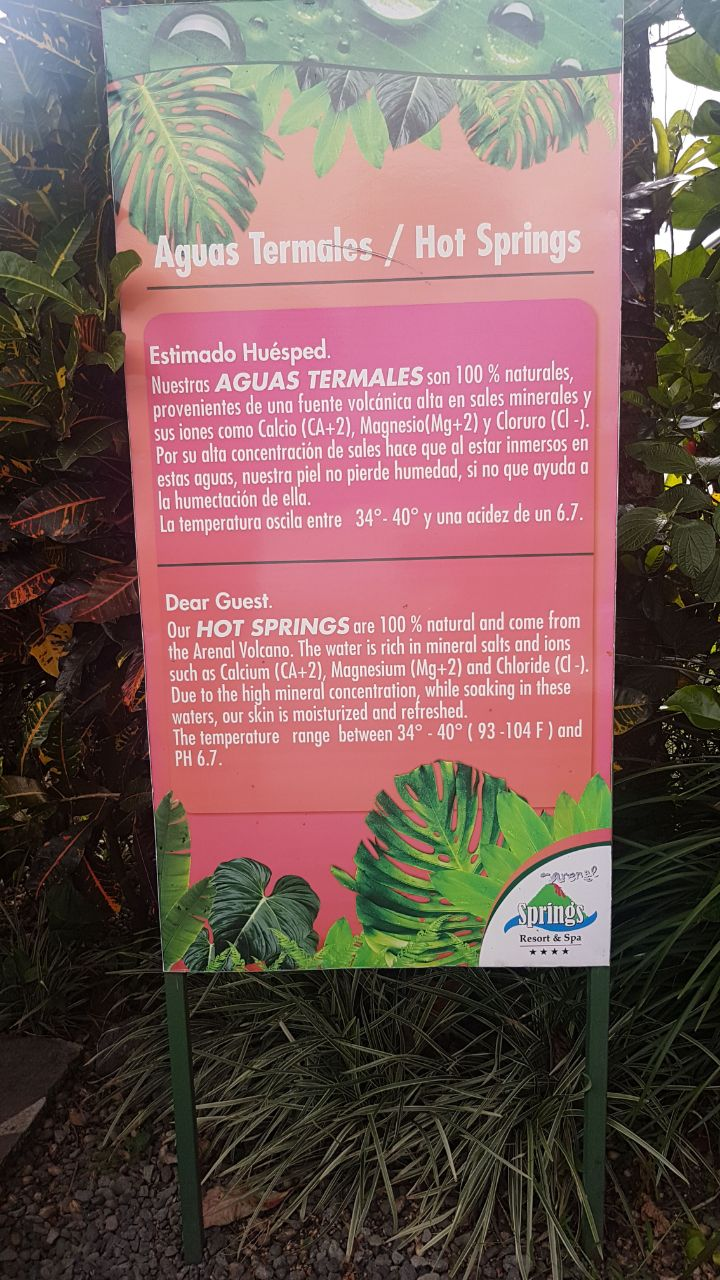 Aguas Termales / Hot Springs
Estimado Huésped.
Nuestras AGUAS TERMALES son 100 % naturales,
provenientes de una fuente volcánica alta en sales minerales y
sus iones como Calcio (CA+2), Magnesio(Mg+2) y Cloruro (Cl -).
Por su alta concentración de sales hace que al estar inmersos en
estas aguas, nuestra piel no pierde humedad, si no que ayuda a
la humectación de ella.
La temperatura oscila entre 34°- 40° y una acidez de un 6.7.
Dear Guest.
Our HOT SPRINGS are 100 % natural and come from
the Arenal Volcano. The water is rich in mineral salts and ions
such as Calcium (CA+2), Magnesium (Mg+2) and Chloride (Cl -).
Due to the high mineral concentration, while soaking in these
waters, our skin is moisturized and refreshed.
The temperature range between 34° - 40° ( 93 -104 F ) and
PH 6.7.
arenal
Springs
Resort & Spa